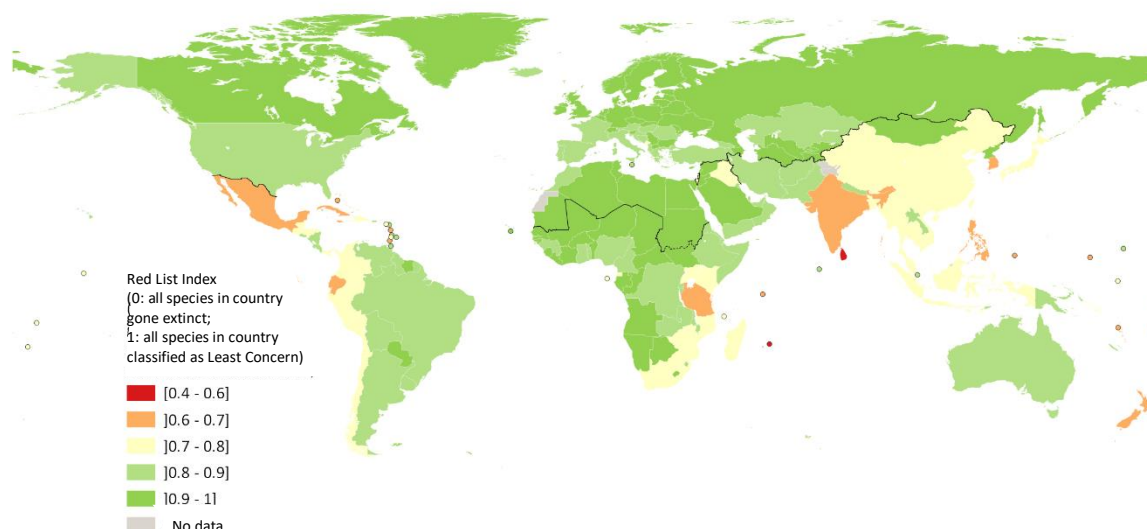 Red List Index
(0: all species in country
gone extinct;
1: all species in country
classified as Least Concern)
]0.4 - 0.6]
]0.6 - 0.7]
]0.7 - 0.8]
]0.8 - 0.9]
]0.9 - 1]
No data